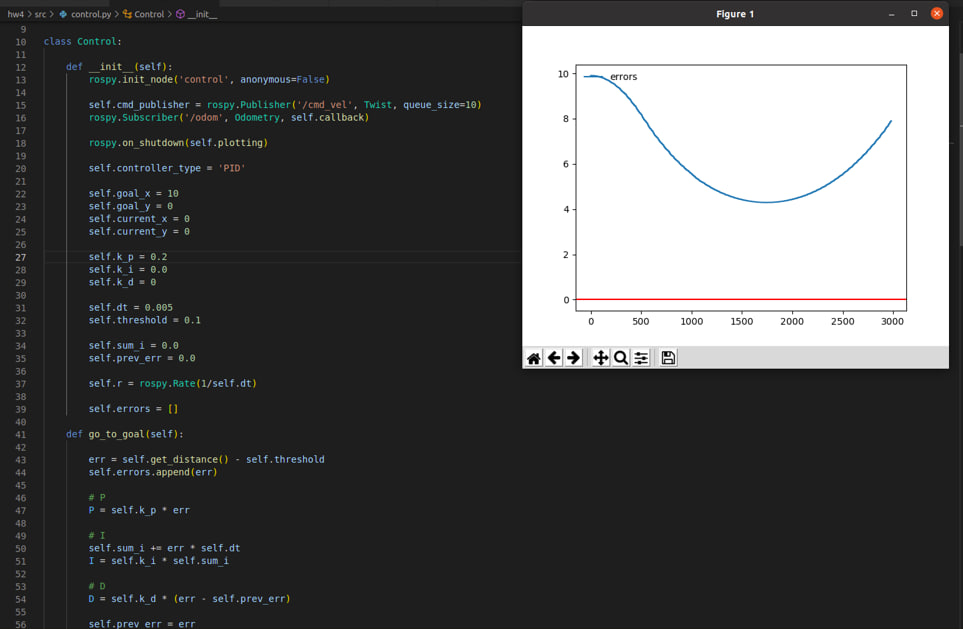 hw4 > src > control.py > Control > __init__
9
10 class Control:
11
12 def __init__(self):
13 rospy.init_node('control', anonymous=False)
14
15 self.cmd_publisher = rospy.Publisher('/cmd_vel', Twist, queue_size=10)
16 rospy.Subscriber('/odom', Odometry, self.callback)
17
18 rospy.on_shutdown(self.plotting)
19
20 self.controller_type = 'PID'
21
22 self.goal_x = 10
23 self.goal_y = 0
24 self.current_x = 0
25 self.current_y = 0
26
27 self.k_p = 0.2
28 self.k_i = 0.0
29 self.k_d = 0
30
31 self.dt = 0.005
32 self.threshold = 0.1
33
34 self.sum_i = 0.0
35 self.prev_err = 0.0
36
37 self.r = rospy.Rate(1/self.dt)
38
39 self.errors = []
40
41 def go_to_goal(self):
42
43 err = self.get_distance() - self.threshold
44 self.errors.append(err)
45
46 # P
47 P = self.k_p * err
48
49 # I
50 self.sum_i += err * self.dt
51 I = self.k_i * self.sum_i
52
53 # D
54 D = self.k_d * (err - self.prev_err)
55
56 self.prev_err = err
Figure 1
errors
10
8
6
4
2
0
0 500 1000 1500 2000 2500 3000